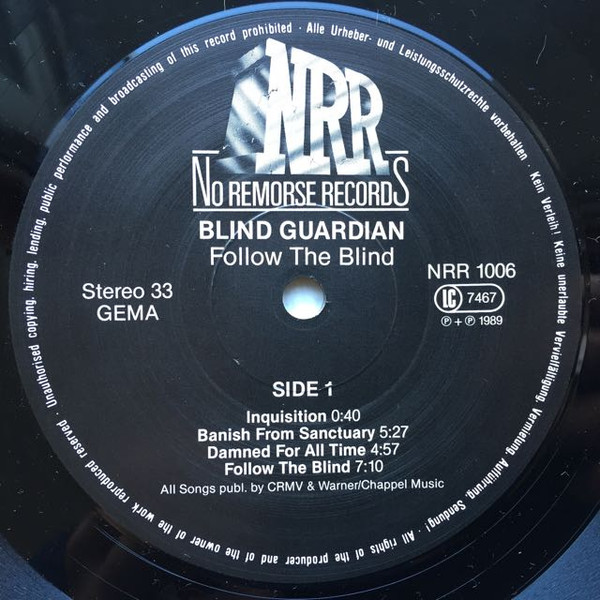 NRR
NO REMORSE RECORDS
BLIND GUARDIAN
Follow The Blind
Stereo 33
GEMA
NRR 1006
LC 7467
Ⓟ + Ⓟ 1989
SIDE 1
Inquisition 0:40
Banish From Sanctuary 5:27
Damned For All Time 4:57
Follow The Blind 7:10
All Songs publ. by CRMV & Warner/Chappel Music
Unauthorised copying, hiring, lending, public performance and broadcasting of this record prohibited · Alle Urheber- und Leistungsschutzrechte vorbehalten · Kein Verleih! Keine unerlaubte Vervielfältigung, Vermietung, Aufführung, Sendung! · All rights of the producer and of the owner of the work reproduced reserved ·